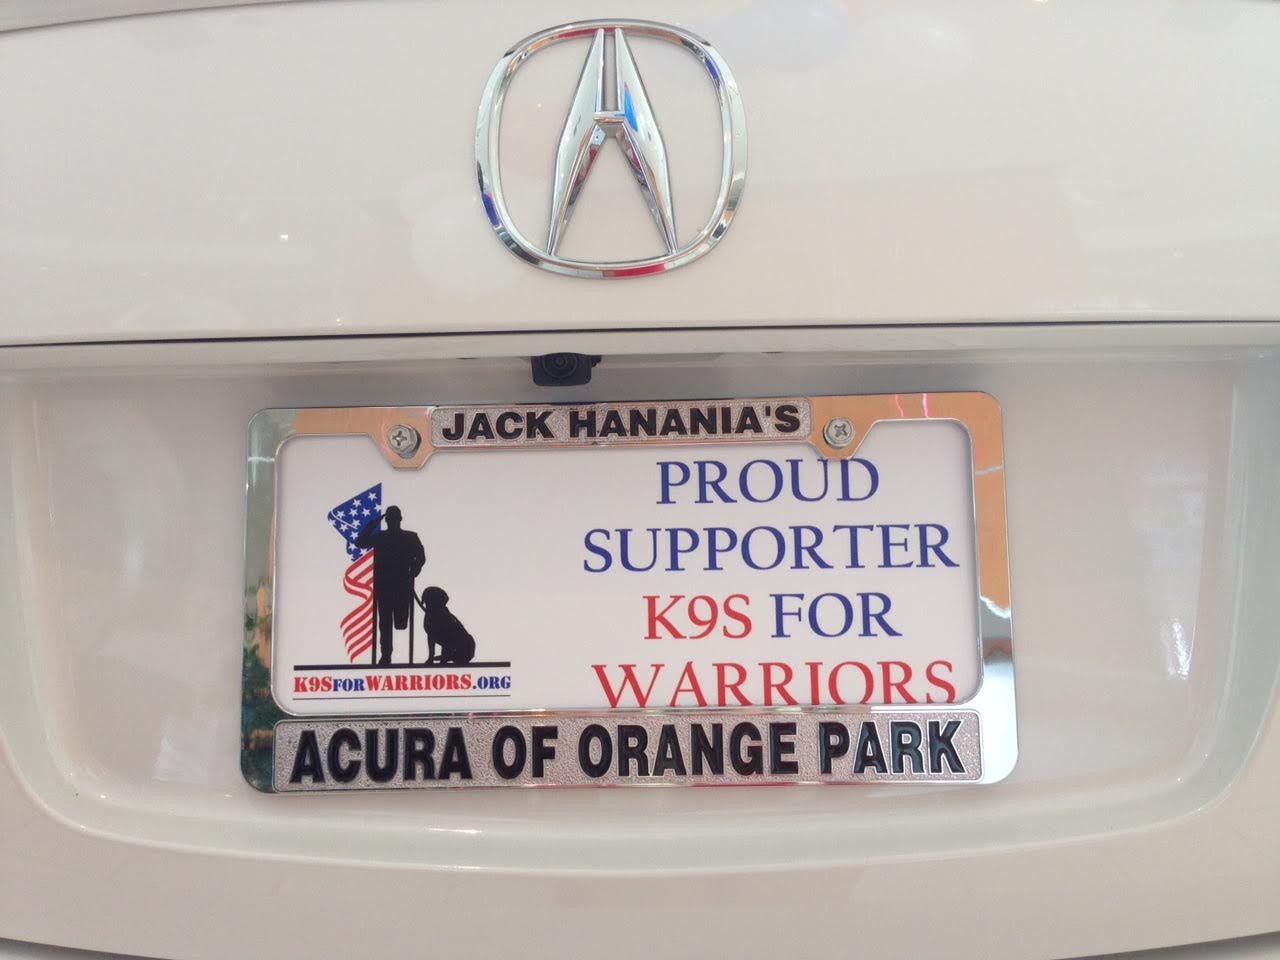 JACK HANANIA'S
PROUD
SUPPORTER
K9S FOR
WARRIORS
K9SFORWARRIORS.ORG
ACURA OF ORANGE PARK